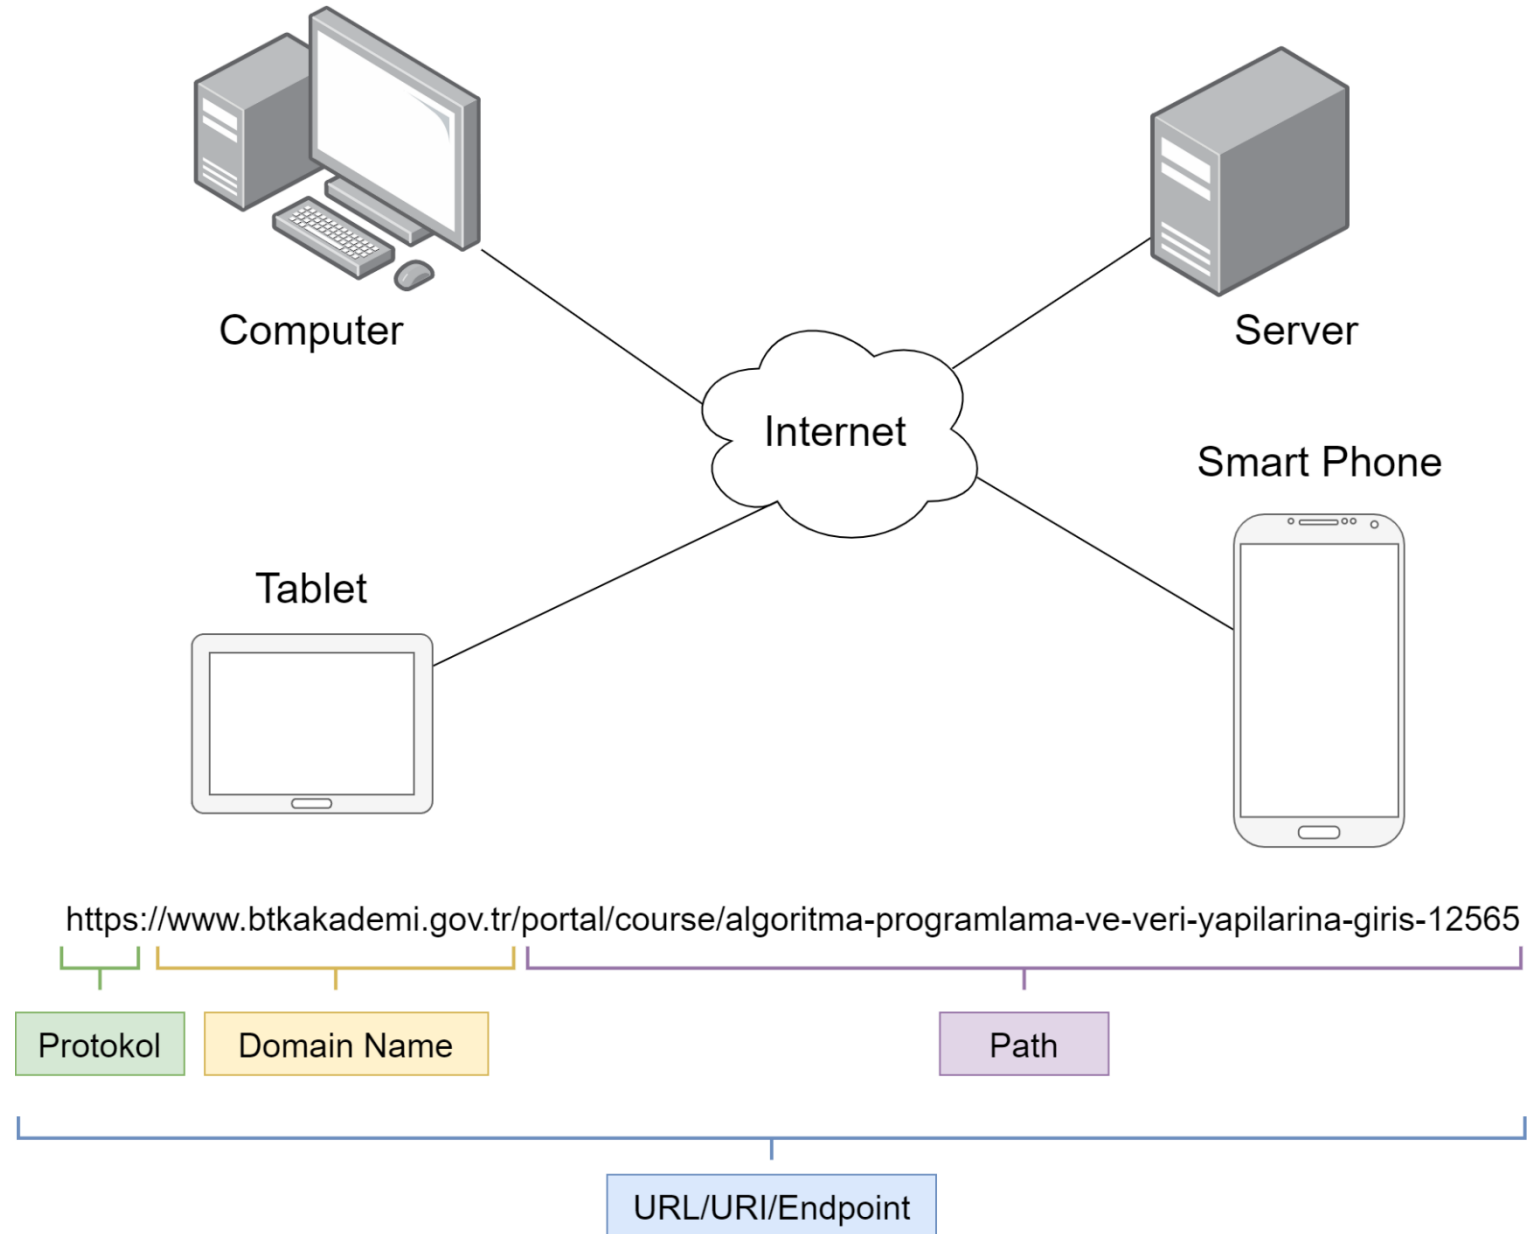 Computer
Server
Internet
Smart Phone
Tablet
https://www.btkakademi.gov.tr/portal/course/algoritma-programlama-ve-veri-yapilarina-giris-12565
Protokol
Domain Name
Path
URL/URI/Endpoint